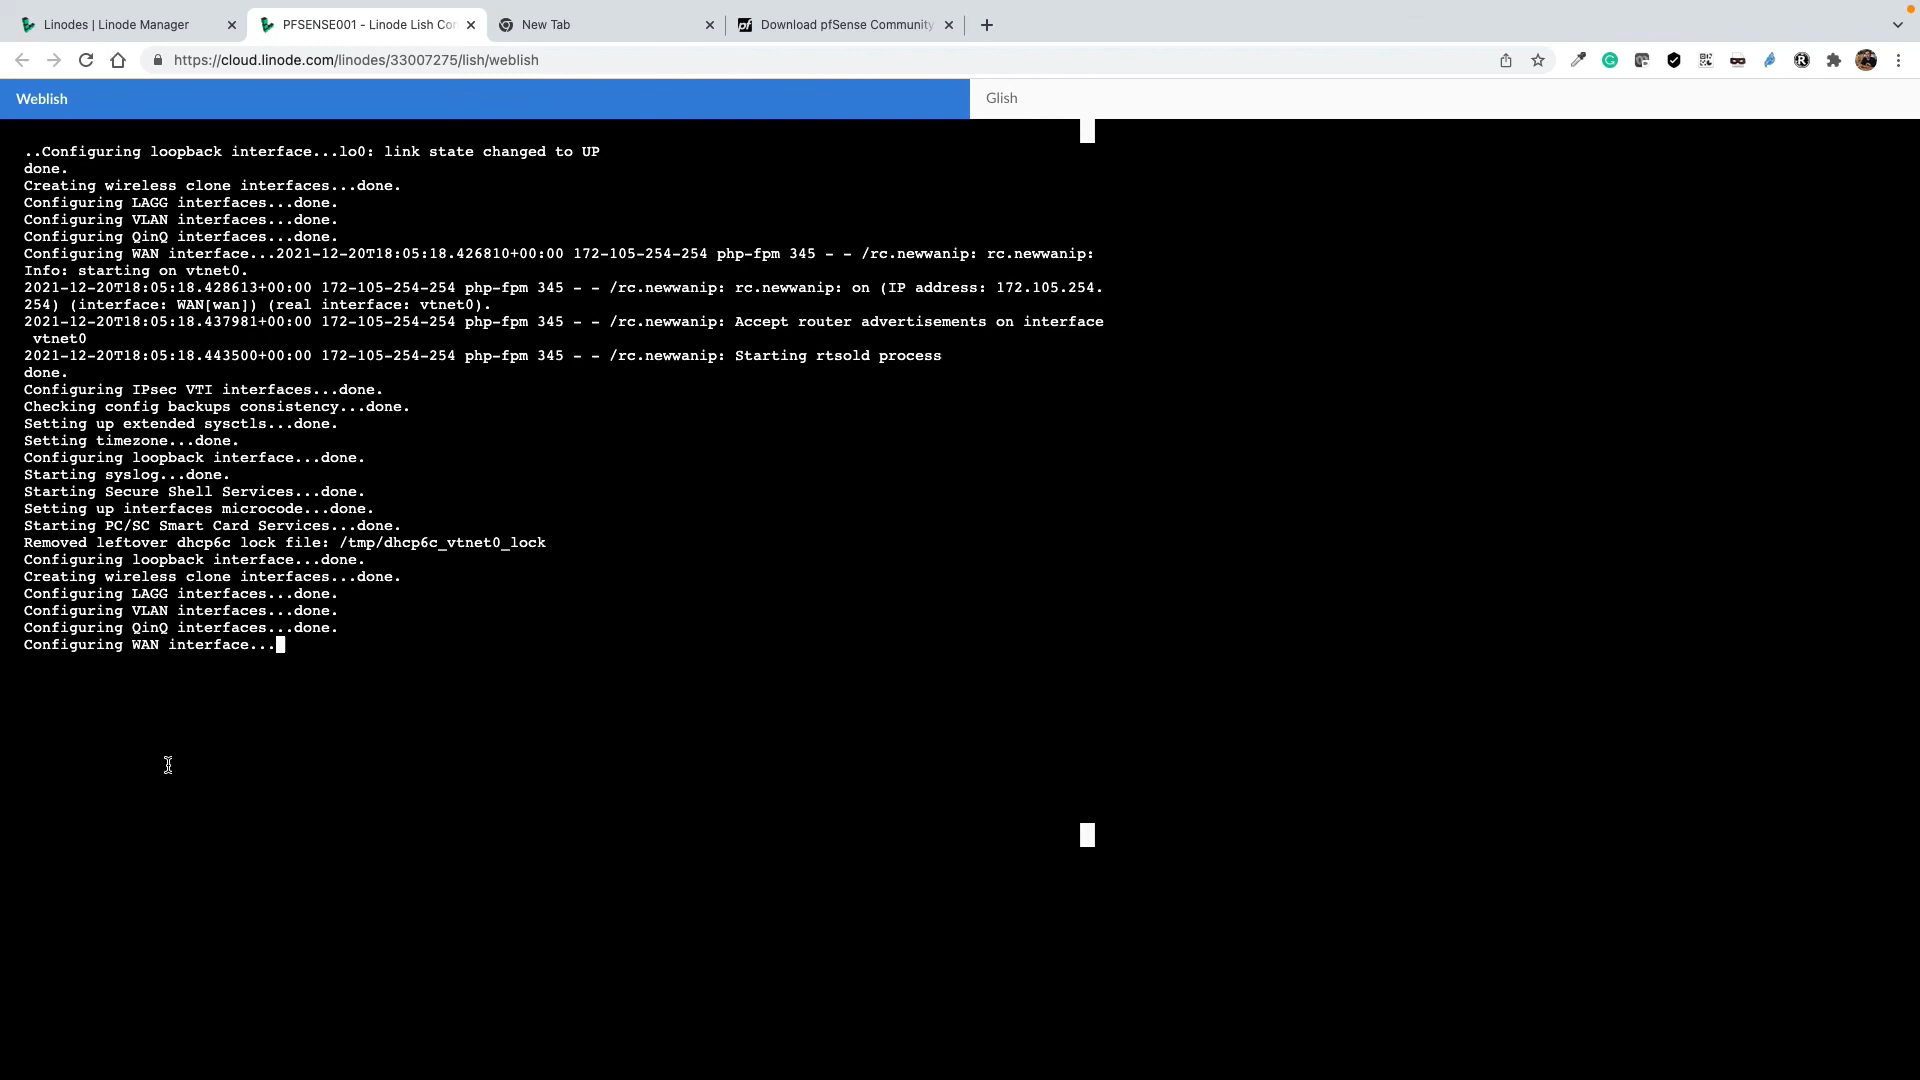 Linodes | Linode Manager
PFSENSE001 - Linode Lish Con
New Tab
Download pfSense Community
https://cloud.linode.com/linodes/33007275/lish/weblish
Weblish
Glish
..Configuring loopback interface...lo0: link state changed to UP
done.
Creating wireless clone interfaces...done.
Configuring LAGG interfaces...done.
Configuring VLAN interfaces...done.
Configuring QinQ interfaces...done.
Configuring WAN interface...2021-12-20T18:05:18.426810+00:00 172-105-254-254 php-fpm 345 - - /rc.newwanip: rc.newwanip:
Info: starting on vtnet0.
2021-12-20T18:05:18.428613+00:00 172-105-254-254 php-fpm 345 - - /rc.newwanip: rc.newwanip: on (IP address: 172.105.254.
254) (interface: WAN[wan]) (real interface: vtnet0).
2021-12-20T18:05:18.437981+00:00 172-105-254-254 php-fpm 345 - - /rc.newwanip: Accept router advertisements on interface
vtnet0
2021-12-20T18:05:18.443500+00:00 172-105-254-254 php-fpm 345 - - /rc.newwanip: Starting rtsold process
done.
Configuring IPsec VTI interfaces...done.
Checking config backups consistency...done.
Setting up extended sysctls...done.
Setting timezone...done.
Configuring loopback interface...done.
Starting syslog...done.
Starting Secure Shell Services...done.
Setting up interfaces microcode...done.
Starting PC/SC Smart Card Services...done.
Removed leftover dhcp6c lock file: /tmp/dhcp6c_vtnet0_lock
Configuring loopback interface...done.
Creating wireless clone interfaces...done.
Configuring LAGG interfaces...done.
Configuring VLAN interfaces...done.
Configuring QinQ interfaces...done.
Configuring WAN interface...